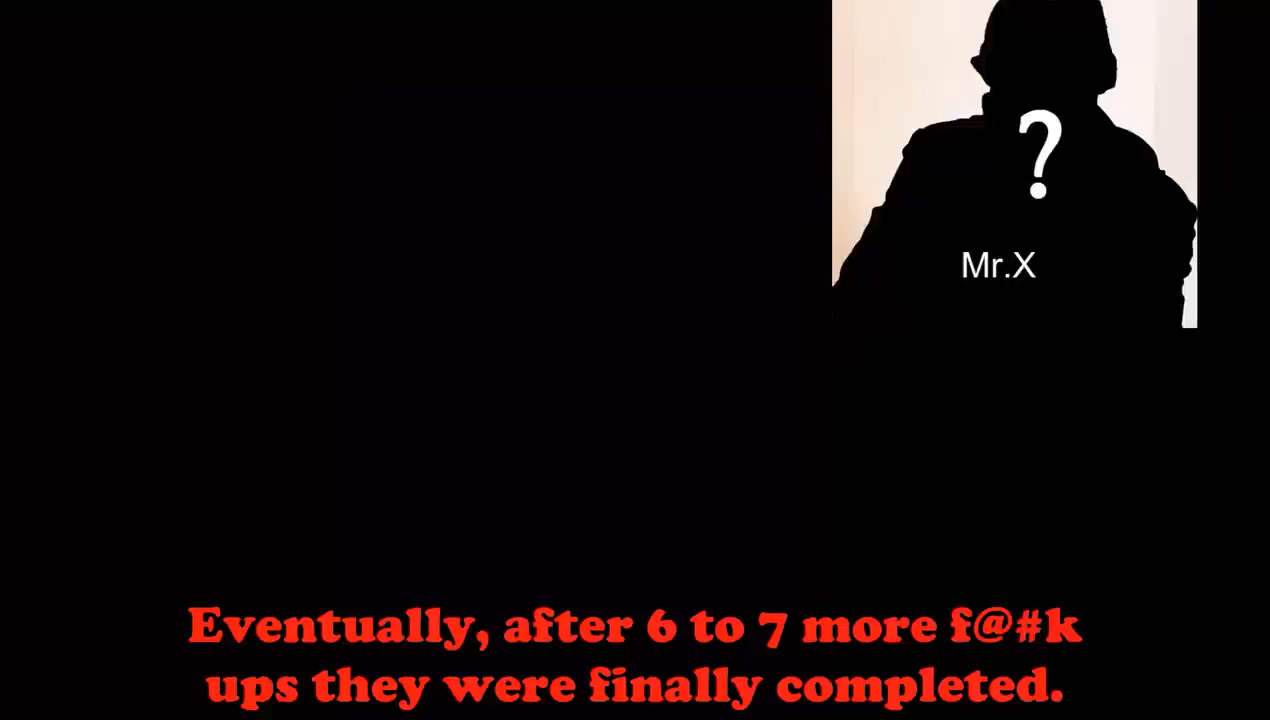 ?
Mr.X
Eventually, after 6 to 7 more f@#k
ups they were finally completed.